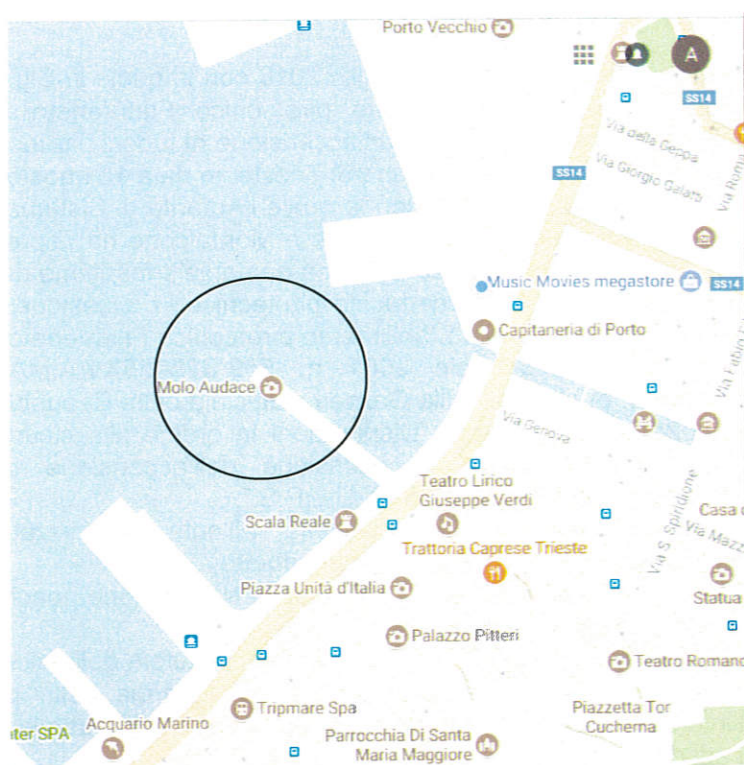 Porto Vecchio
A
SS14
Via della Geppa
Via Giorgio Galatti
Via Roma
SS14
Music Movies megastore
SS14
Capitaneria di Porto
Via Fabio
Molo Audace
Via Genova
Teatro Lirico
Giuseppe Verdi
Scala Reale
Casa
Via S. Spiridione
Via Mazz
Trattoria Caprese Trieste
Piazza Unità d'Italia
Statua
Palazzo Pitteri
Teatro Romano
Tripmare Spa
Piazzetta Tor
Cucherna
Acquario Marino
ter SPA
Parrocchia Di Santa
Maria Maggiore